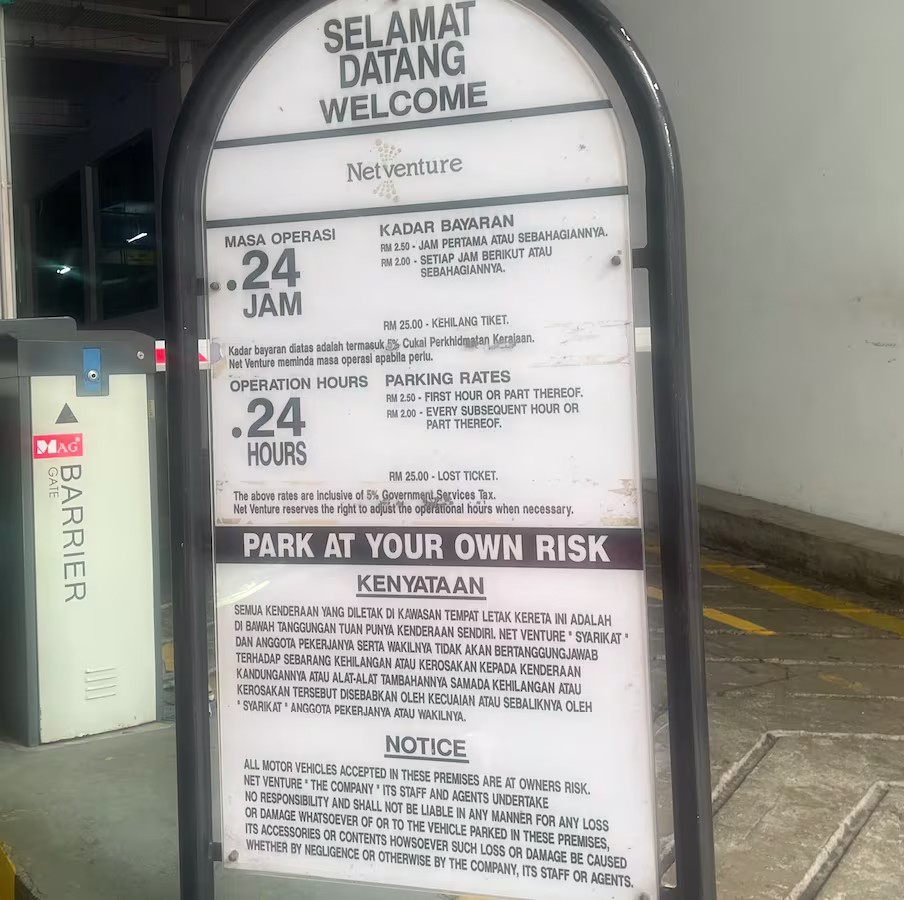 SELAMAT
DATANG
WELCOME
Netventure
MASA OPERASI
.24
JAM
KADAR BAYARAN
RM 2.50 - JAM PERTAMA ATAU SEBAHAGIANNYA.
RM 2.00 - SETIAP JAM BERIKUT ATAU
SEBAHAGIANNYA.
RM 25.00 - KEHILANG TIKET.
Kadar bayaran diatas adalah termasuk 5% Cukai Perkhidmatan Kerajaan.
Net Venture meminda masa operasi apabila perlu.
OPERATION HOURS
.24
HOURS
PARKING RATES
RM 2.50 - FIRST HOUR OR PART THEREOF.
RM 2.00 - EVERY SUBSEQUENT HOUR OR
PART THEREOF.
RM 25.00 - LOST TICKET.
The above rates are inclusive of 5% Government Services Tax.
Net Venture reserves the right to adjust the operational hours when necessary.
PARK AT YOUR OWN RISK
KENYATAAN
SEMUA KENDERAAN YANG DILETAK DI KAWASAN TEMPAT LETAK KERETA INI ADALAH
DI BAWAH TANGGUNGAN TUAN PUNYA KENDERAAN SENDIRI. NET VENTURE " SYARIKAT "
DAN ANGGOTA PEKERJANYA SERTA WAKILNYA TIDAK AKAN BERTANGGUNGJAWAB
TERHADAP SEBARANG KEHILANGAN ATAU KEROSAKAN KEPADA KENDERAAN
KANDUNGANNYA ATAU ALAT-ALAT TAMBAHANNYA SAMADA KEHILANGAN ATAU
KEROSAKAN TERSEBUT DISEBABKAN OLEH KECUAIAN ATAU SEBALIKNYA OLEH
" SYARIKAT " ANGGOTA PEKERJANYA ATAU WAKILNYA.
NOTICE
ALL MOTOR VEHICLES ACCEPTED IN THESE PREMISES ARE AT OWNERS RISK.
NET VENTURE " THE COMPANY " ITS STAFF AND AGENTS UNDERTAKE
NO RESPONSIBILITY AND SHALL NOT BE LIABLE IN ANY MANNER FOR ANY LOSS
OR DAMAGE WHATSOEVER OF OR TO THE VEHICLE PARKED IN THESE PREMISES,
ITS ACCESSORIES OR CONTENTS HOWSOEVER SUCH LOSS OR DAMAGE BE CAUSED
WHETHER BY NEGLIGENCE OR OTHERWISE BY THE COMPANY, ITS STAFF OR AGENTS.
MAG
BARRIER
GATE